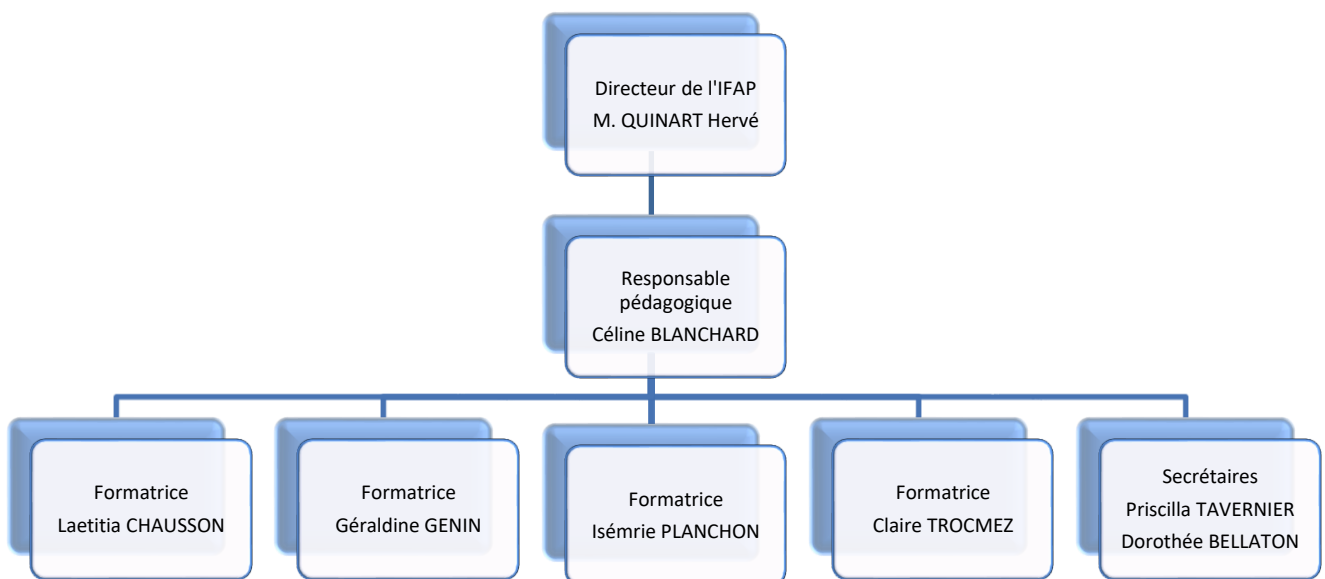 Directeur de l'IFAP
M. QUINART Hervé
Responsable
pédagogique
Céline BLANCHARD
Formatrice
Laetitia CHAUSSON
Formatrice
Géraldine GENIN
Formatrice
Isémrie PLANCHON
Formatrice
Claire TROCMEZ
Secrétaires
Priscilla TAVERNIER
Dorothée BELLATON